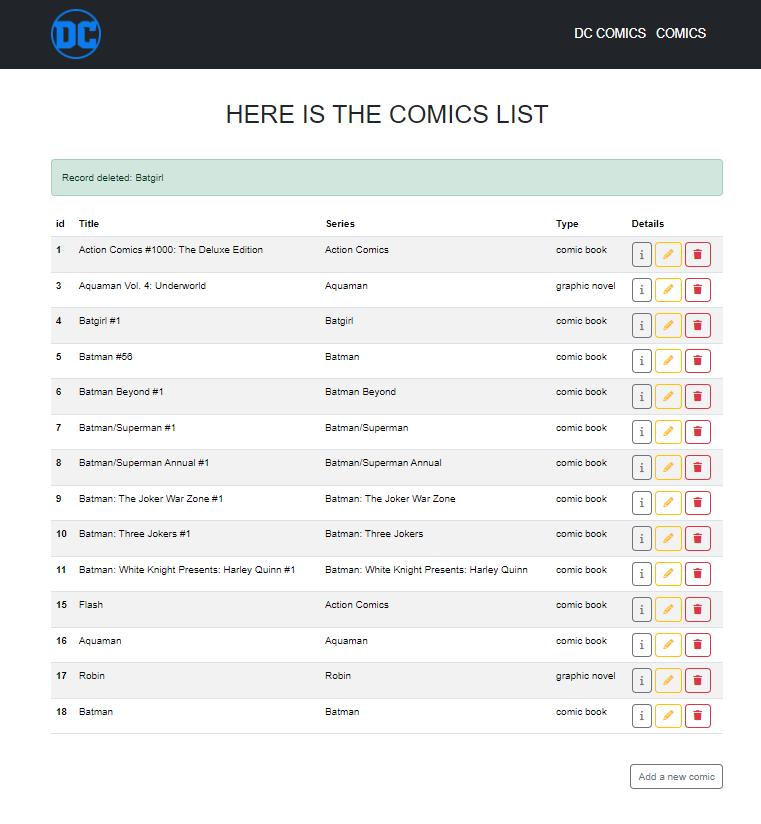 DC
DC COMICS COMICS
HERE IS THE COMICS LIST
Record deleted: Batgirl
id Title Series Type Details
1 Action Comics #1000: The Deluxe Edition Action Comics comic book i
3 Aquaman Vol. 4: Underworld Aquaman graphic novel i
4 Batgirl #1 Batgirl comic book i
5 Batman #56 Batman comic book i
6 Batman Beyond #1 Batman Beyond comic book i
7 Batman/Superman #1 Batman/Superman comic book i
8 Batman/Superman Annual #1 Batman/Superman Annual comic book i
9 Batman: The Joker War Zone #1 Batman: The Joker War Zone comic book i
10 Batman: Three Jokers #1 Batman: Three Jokers comic book i
11 Batman: White Knight Presents: Harley Quinn #1 Batman: White Knight Presents: Harley Quinn comic book i
15 Flash Action Comics comic book i
16 Aquaman Aquaman comic book i
17 Robin Robin graphic novel i
18 Batman Batman comic book i
Add a new comic